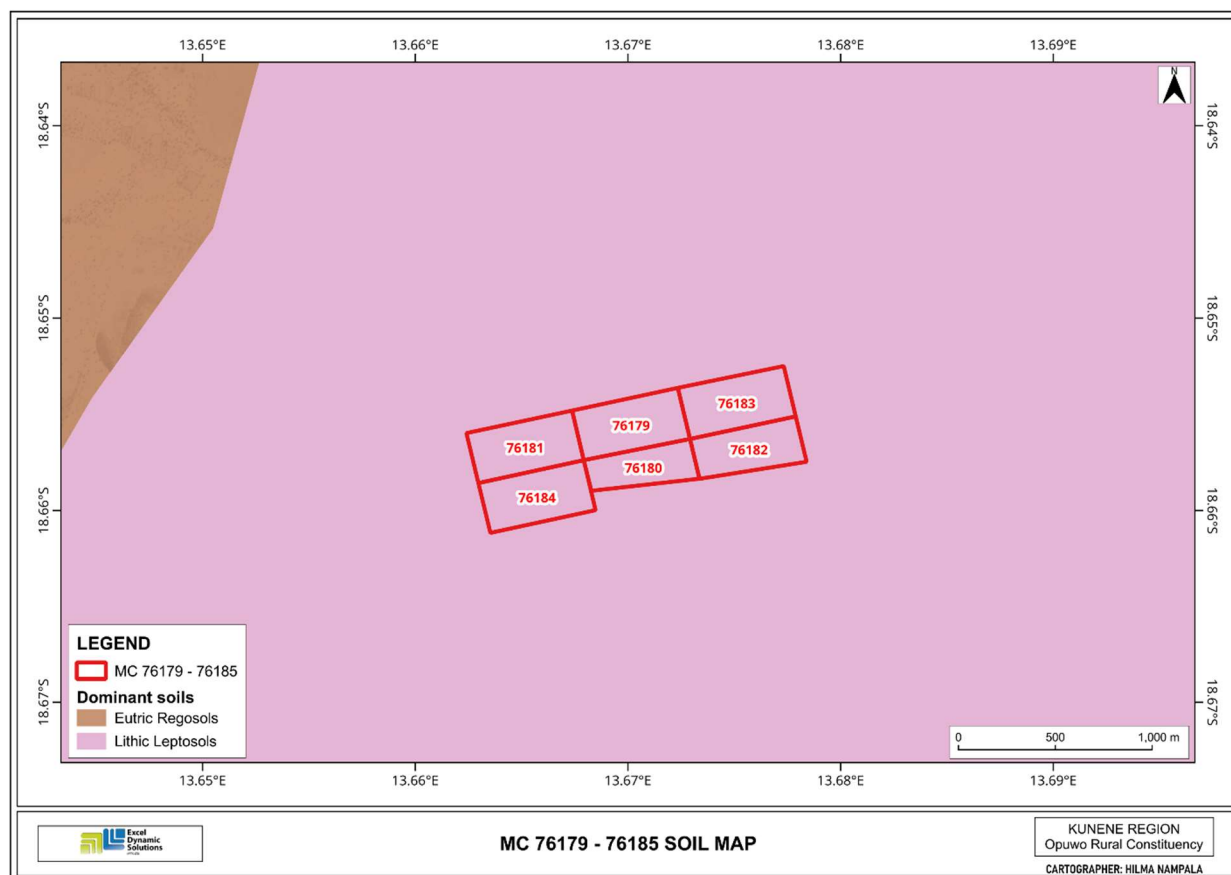 13.65°E 13.66°E 13.67°E 13.68°E 13.69°E
N
18.64°S 18.64°S
18.65°S 18.65°S
76183
76179
76181
76182
76180
76184
18.66°S 18.66°S
LEGEND
MC 76179 - 76185
Dominant soils
Eutric Regosols
Lithic Leptosols
18.67°S 18.67°S
0 500 1,000 m
13.65°E 13.66°E 13.67°E 13.68°E 13.69°E
Excel
Dynamic
Solutions
MC 76179 - 76185 SOIL MAP
KUNENE REGION
Opuwo Rural Constituency
CARTOGRAPHER: HILMA NAMPALA